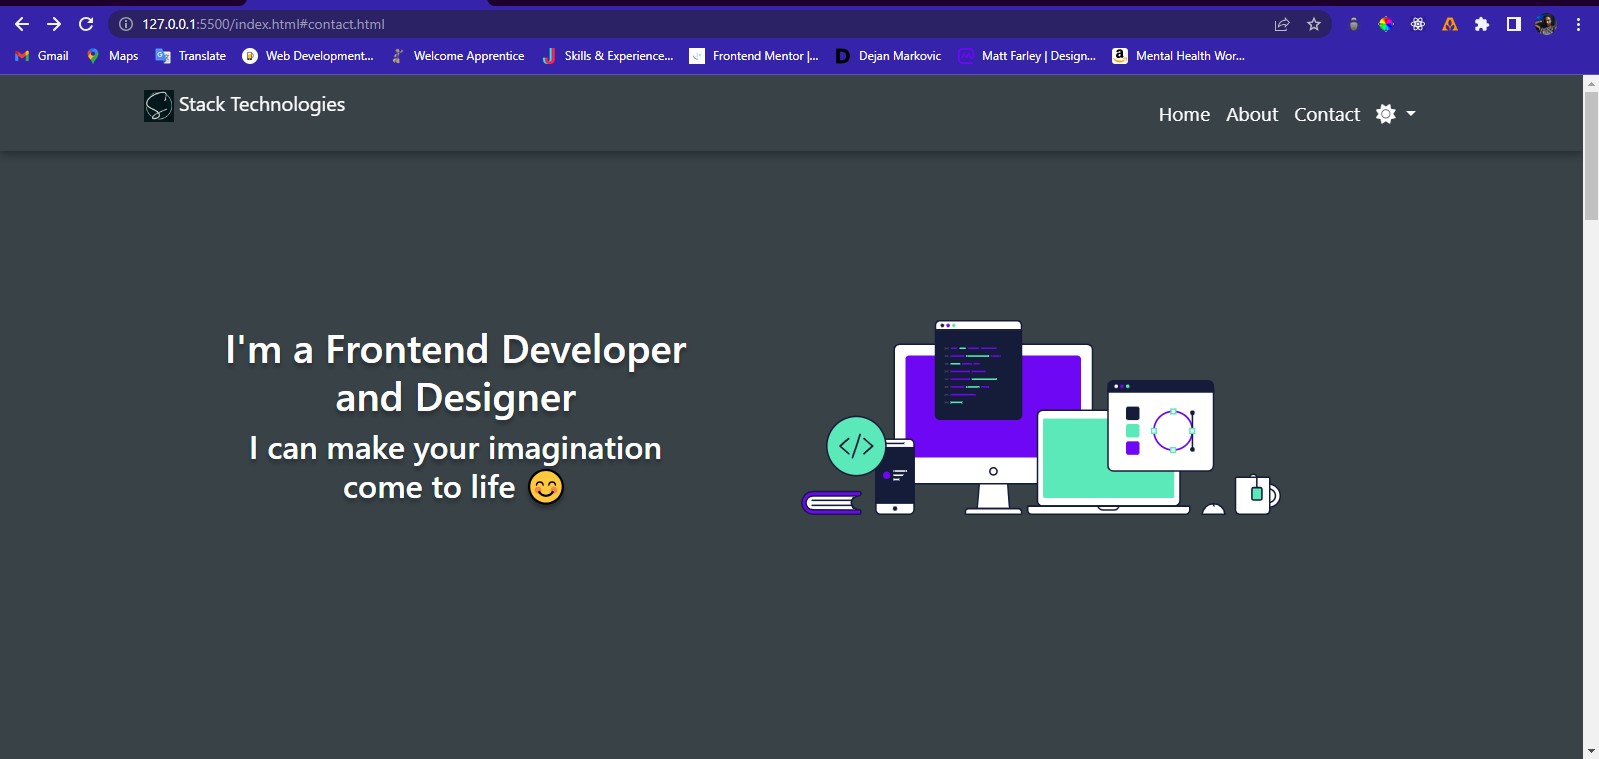 127.0.0.1:5500/index.html#contact.html
Gmail Maps Translate Web Development... Welcome Apprentice Skills & Experience... Frontend Mentor |... Dejan Markovic Matt Farley | Design... Mental Health Wor...
Stack Technologies
Home About Contact
I'm a Frontend Developer
and Designer
I can make your imagination
come to life 😊
</>